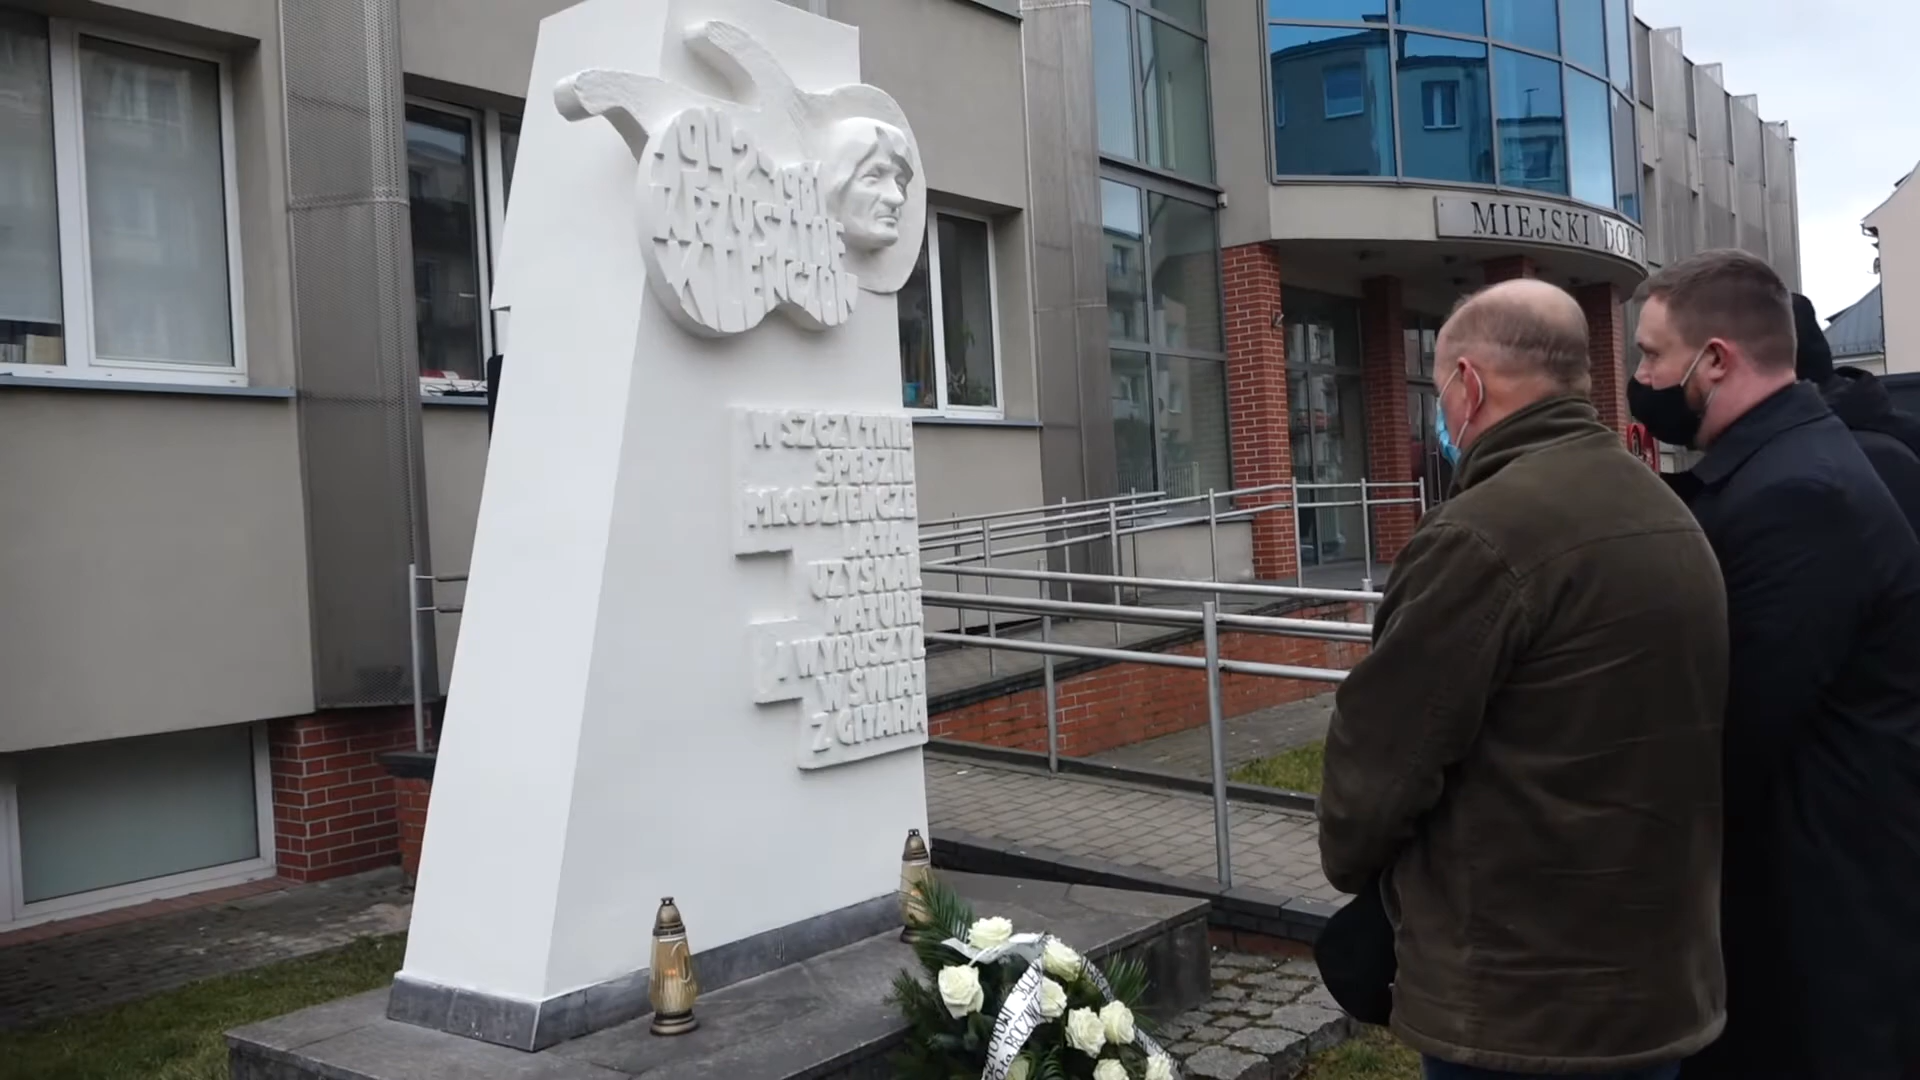 1942-1981
KRZYSZTOF
KLENCZON
W SZCZYTNIE
SPĘDZIŁ
MŁODZIEŃCZE
LATA,
UZYSKAŁ
MATURĘ
I WYRUSZYŁ
W ŚWIAT
Z GITARĄ
MIEJSKI DOM